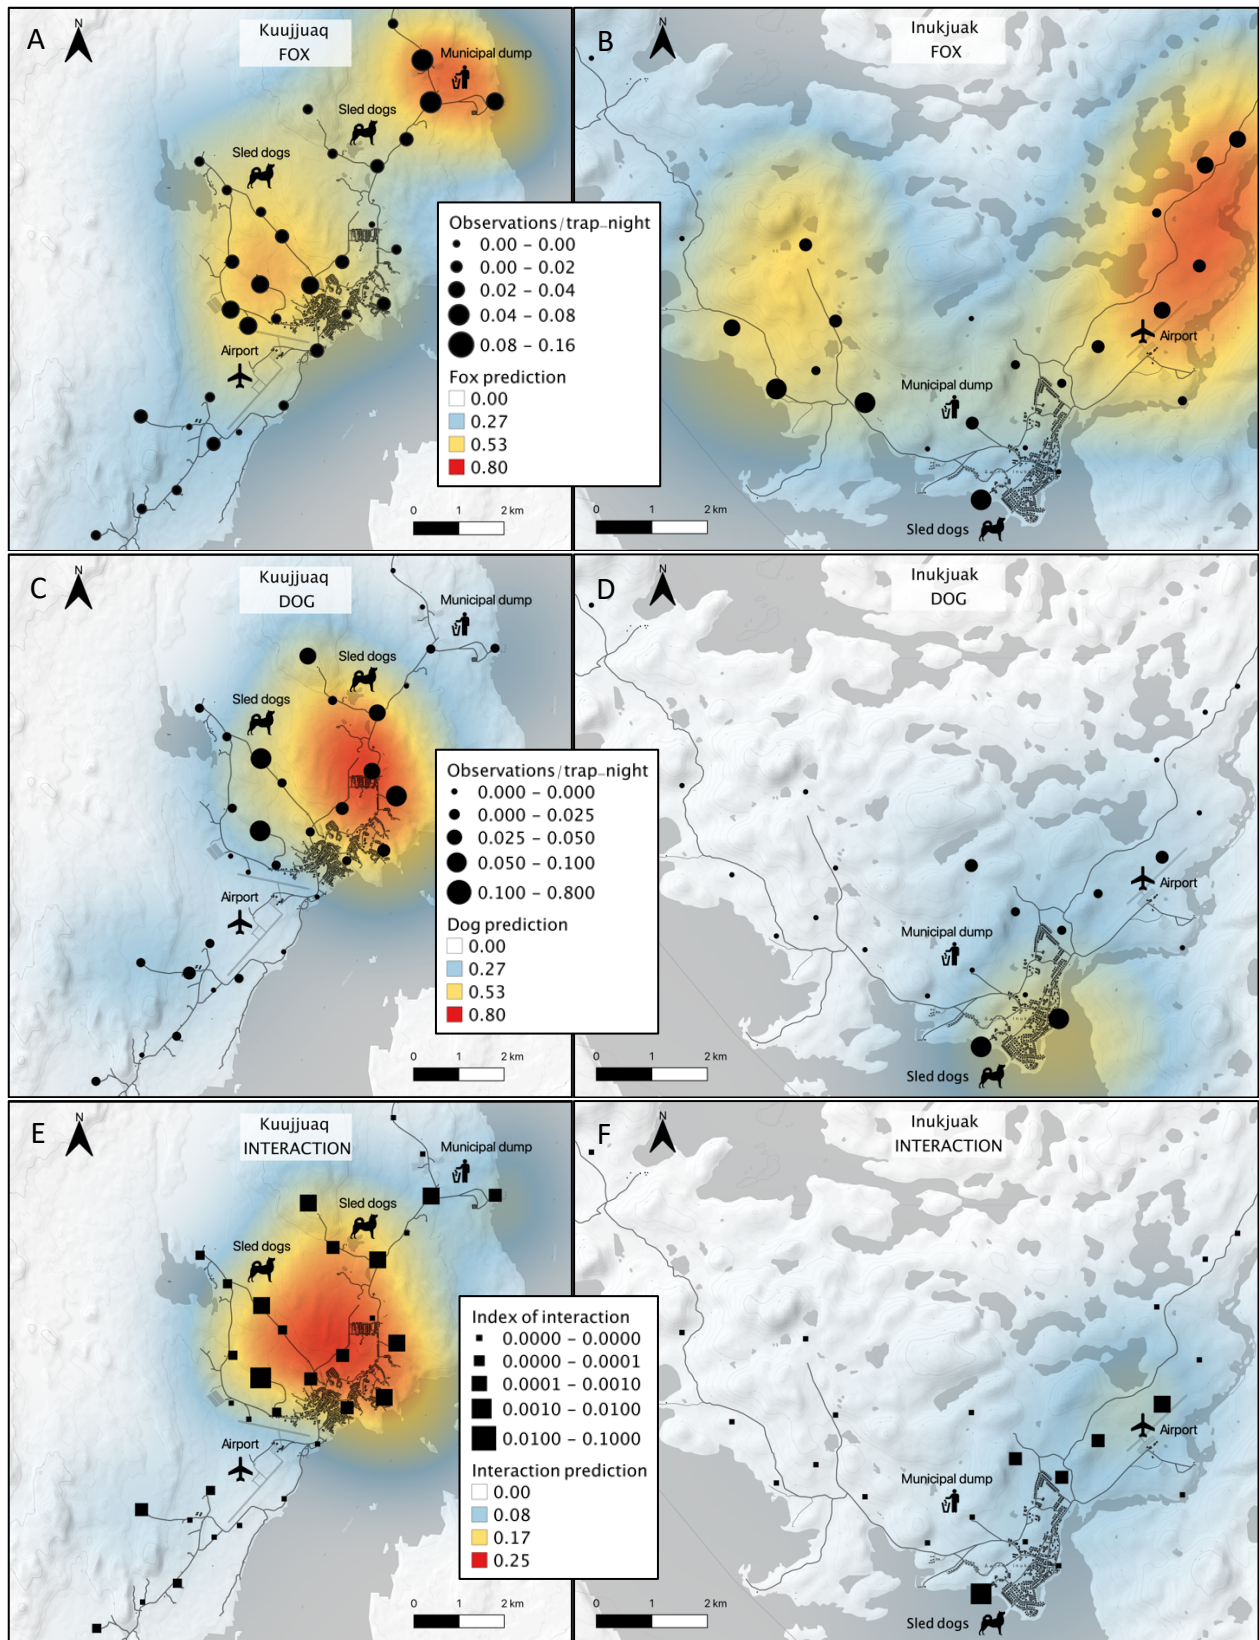 A
N
Kuujjuaq
FOX
Municipal dump
Sled dogs
Sled dogs
Airport
0 1 2 km
B
N
Inukjuak
FOX
Airport
Municipal dump
Sled dogs
0 1 2 km
Observations/trap_night
0.00 – 0.00
0.00 – 0.02
0.02 – 0.04
0.04 – 0.08
0.08 – 0.16
Fox prediction
0.00
0.27
0.53
0.80
C
N
Kuujjuaq
DOG
Municipal dump
Sled dogs
Sled dogs
Airport
0 1 2 km
D
N
Inukjuak
DOG
Airport
Municipal dump
Sled dogs
0 1 2 km
Observations/trap_night
0.000 – 0.000
0.000 – 0.025
0.025 – 0.050
0.050 – 0.100
0.100 – 0.800
Dog prediction
0.00
0.27
0.53
0.80
E
N
Kuujjuaq
INTERACTION
Municipal dump
Sled dogs
Sled dogs
Airport
0 1 2 km
F
N
Inukjuak
INTERACTION
Airport
Municipal dump
Sled dogs
0 1 2 km
Index of interaction
0.0000 – 0.0000
0.0000 – 0.0001
0.0001 – 0.0010
0.0010 – 0.0100
0.0100 – 0.1000
Interaction prediction
0.00
0.08
0.17
0.25